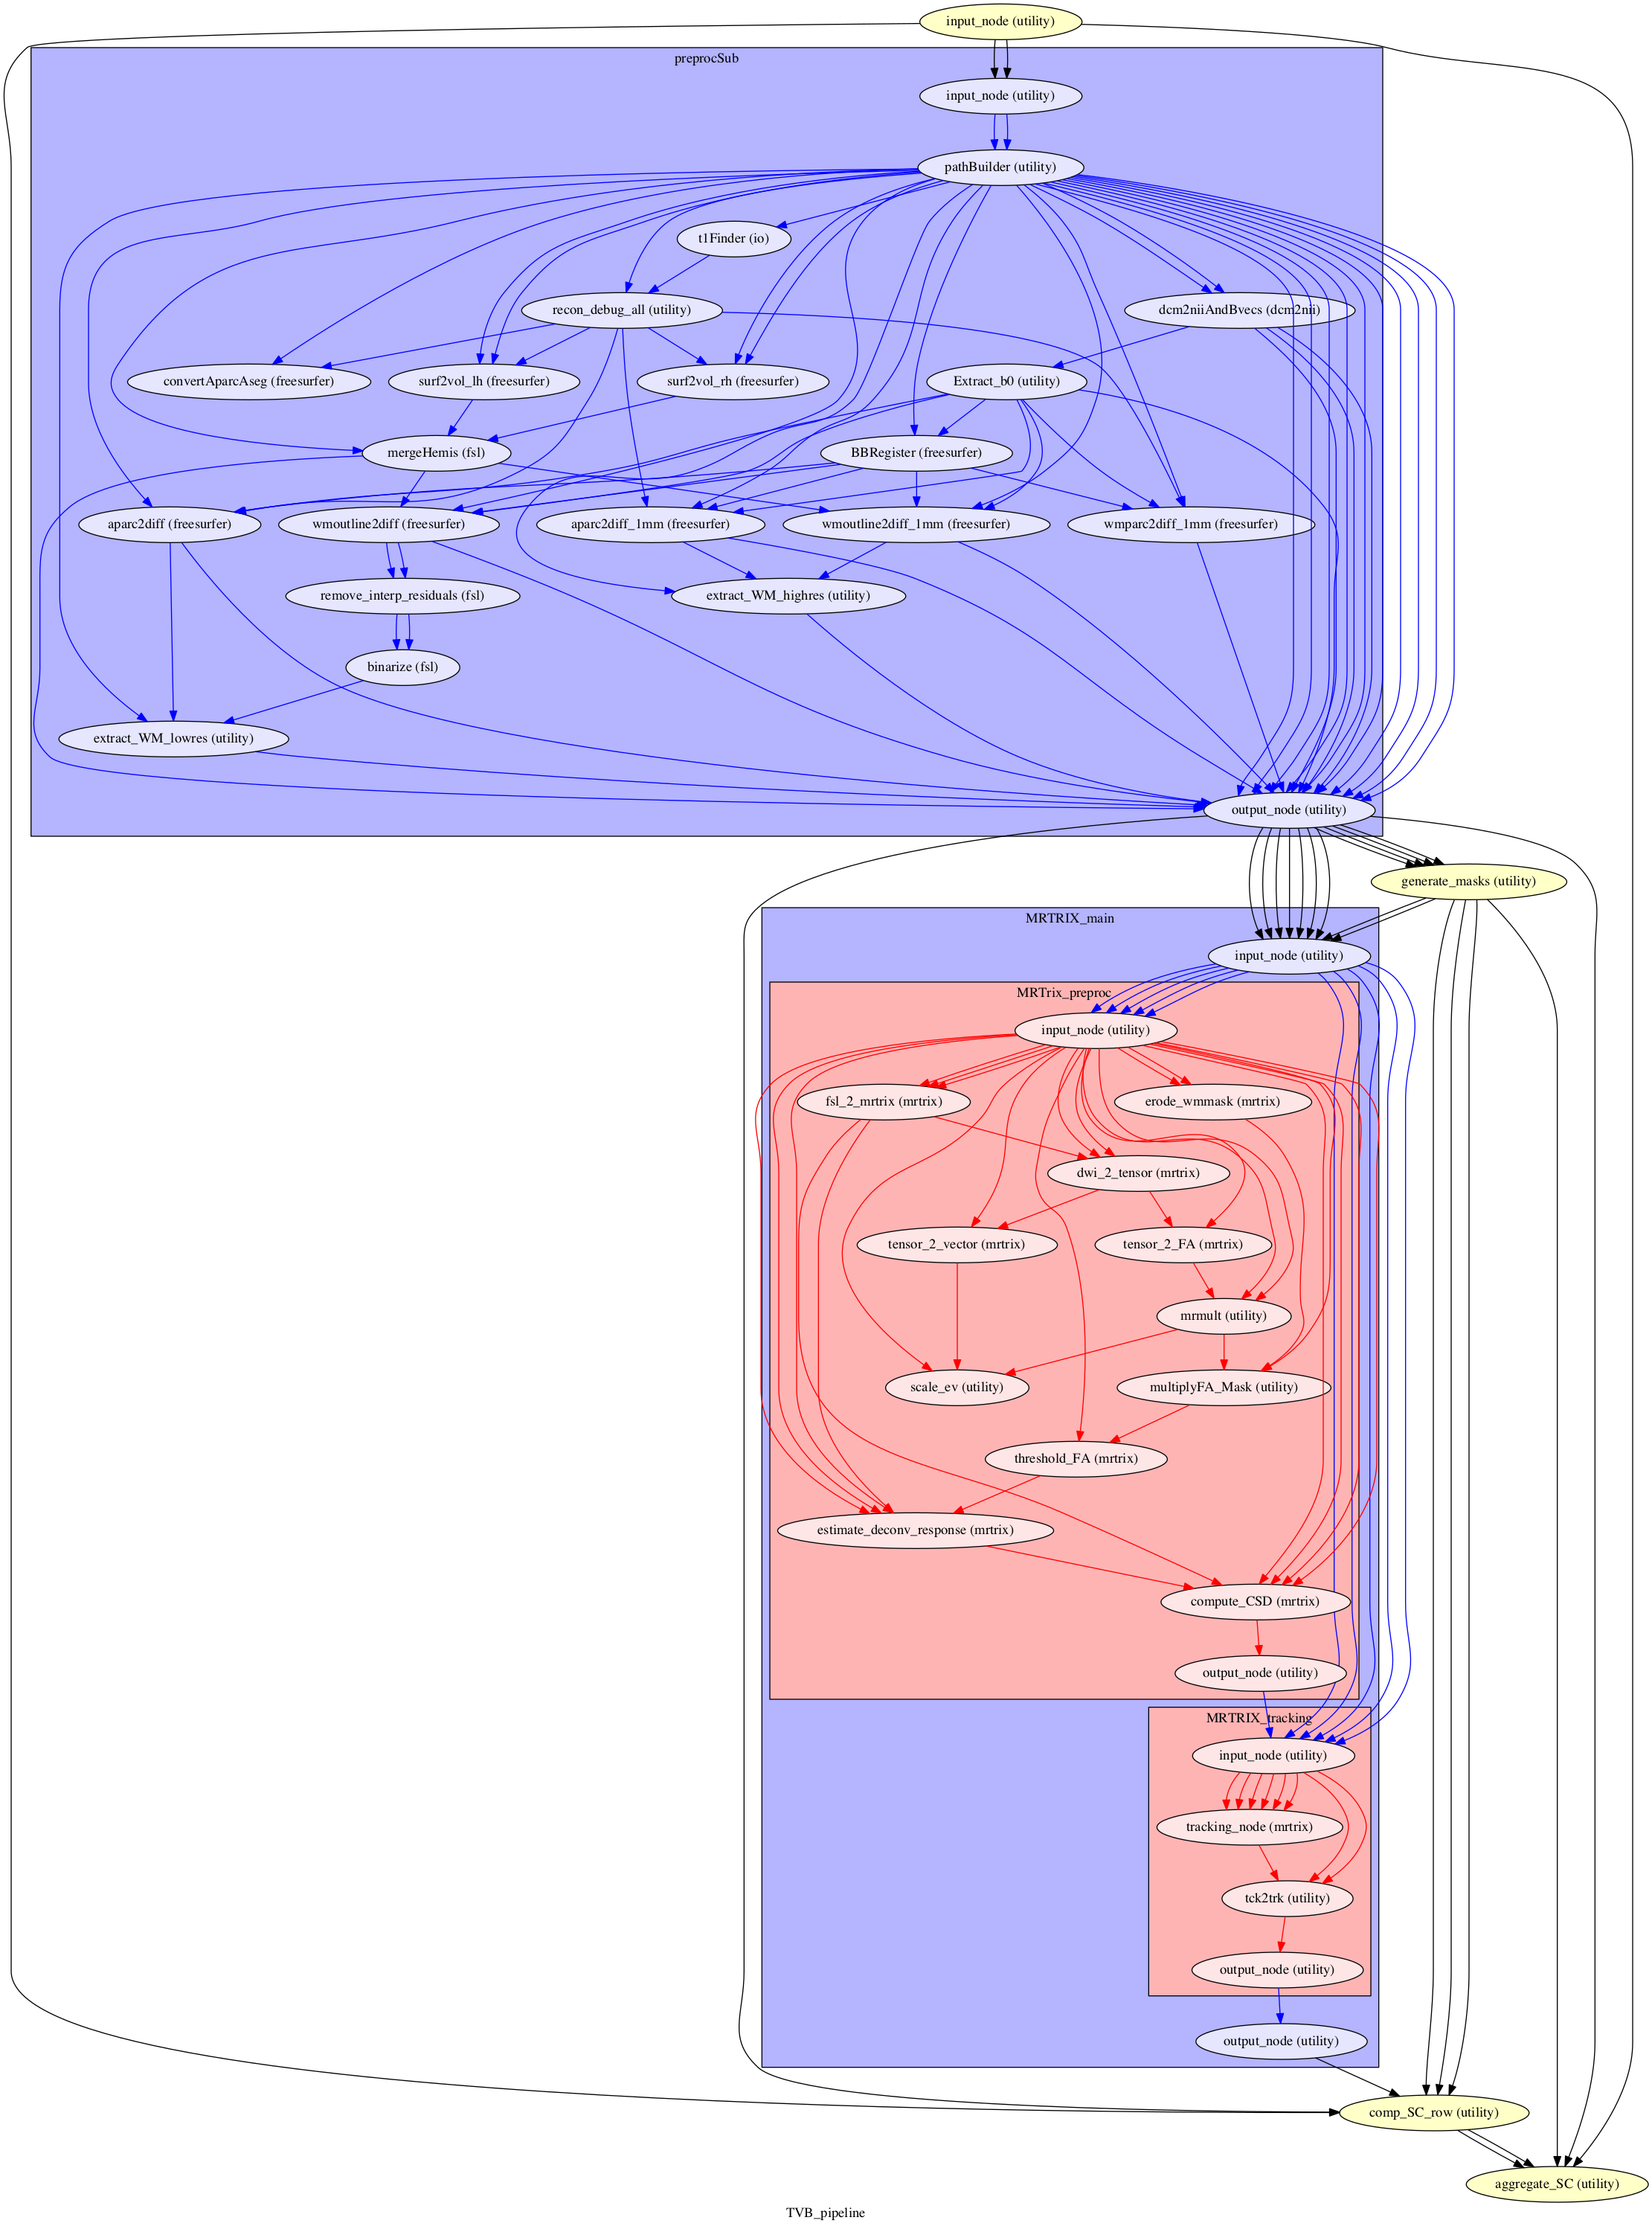 input_node (utility)
preprocSub
input_node (utility)
pathBuilder (utility)
t1Finder (io)
recon_debug_all (utility)
dcm2niiAndBvecs (dcm2nii)
convertAparcAseg (freesurfer)
surf2vol_lh (freesurfer)
surf2vol_rh (freesurfer)
Extract_b0 (utility)
mergeHemis (fsl)
BBRegister (freesurfer)
aparc2diff (freesurfer)
wmoutline2diff (freesurfer)
aparc2diff_1mm (freesurfer)
wmoutline2diff_1mm (freesurfer)
wmparc2diff_1mm (freesurfer)
remove_interp_residuals (fsl)
extract_WM_highres (utility)
binarize (fsl)
extract_WM_lowres (utility)
output_node (utility)
generate_masks (utility)
MRTRIX_main
input_node (utility)
MRTrix_preproc
input_node (utility)
fsl_2_mrtrix (mrtrix)
erode_wmmask (mrtrix)
dwi_2_tensor (mrtrix)
tensor_2_vector (mrtrix)
tensor_2_FA (mrtrix)
mrmult (utility)
scale_ev (utility)
multiplyFA_Mask (utility)
threshold_FA (mrtrix)
estimate_deconv_response (mrtrix)
compute_CSD (mrtrix)
output_node (utility)
MRTRIX_tracking
input_node (utility)
tracking_node (mrtrix)
tck2trk (utility)
output_node (utility)
output_node (utility)
comp_SC_row (utility)
aggregate_SC (utility)
TVB_pipeline